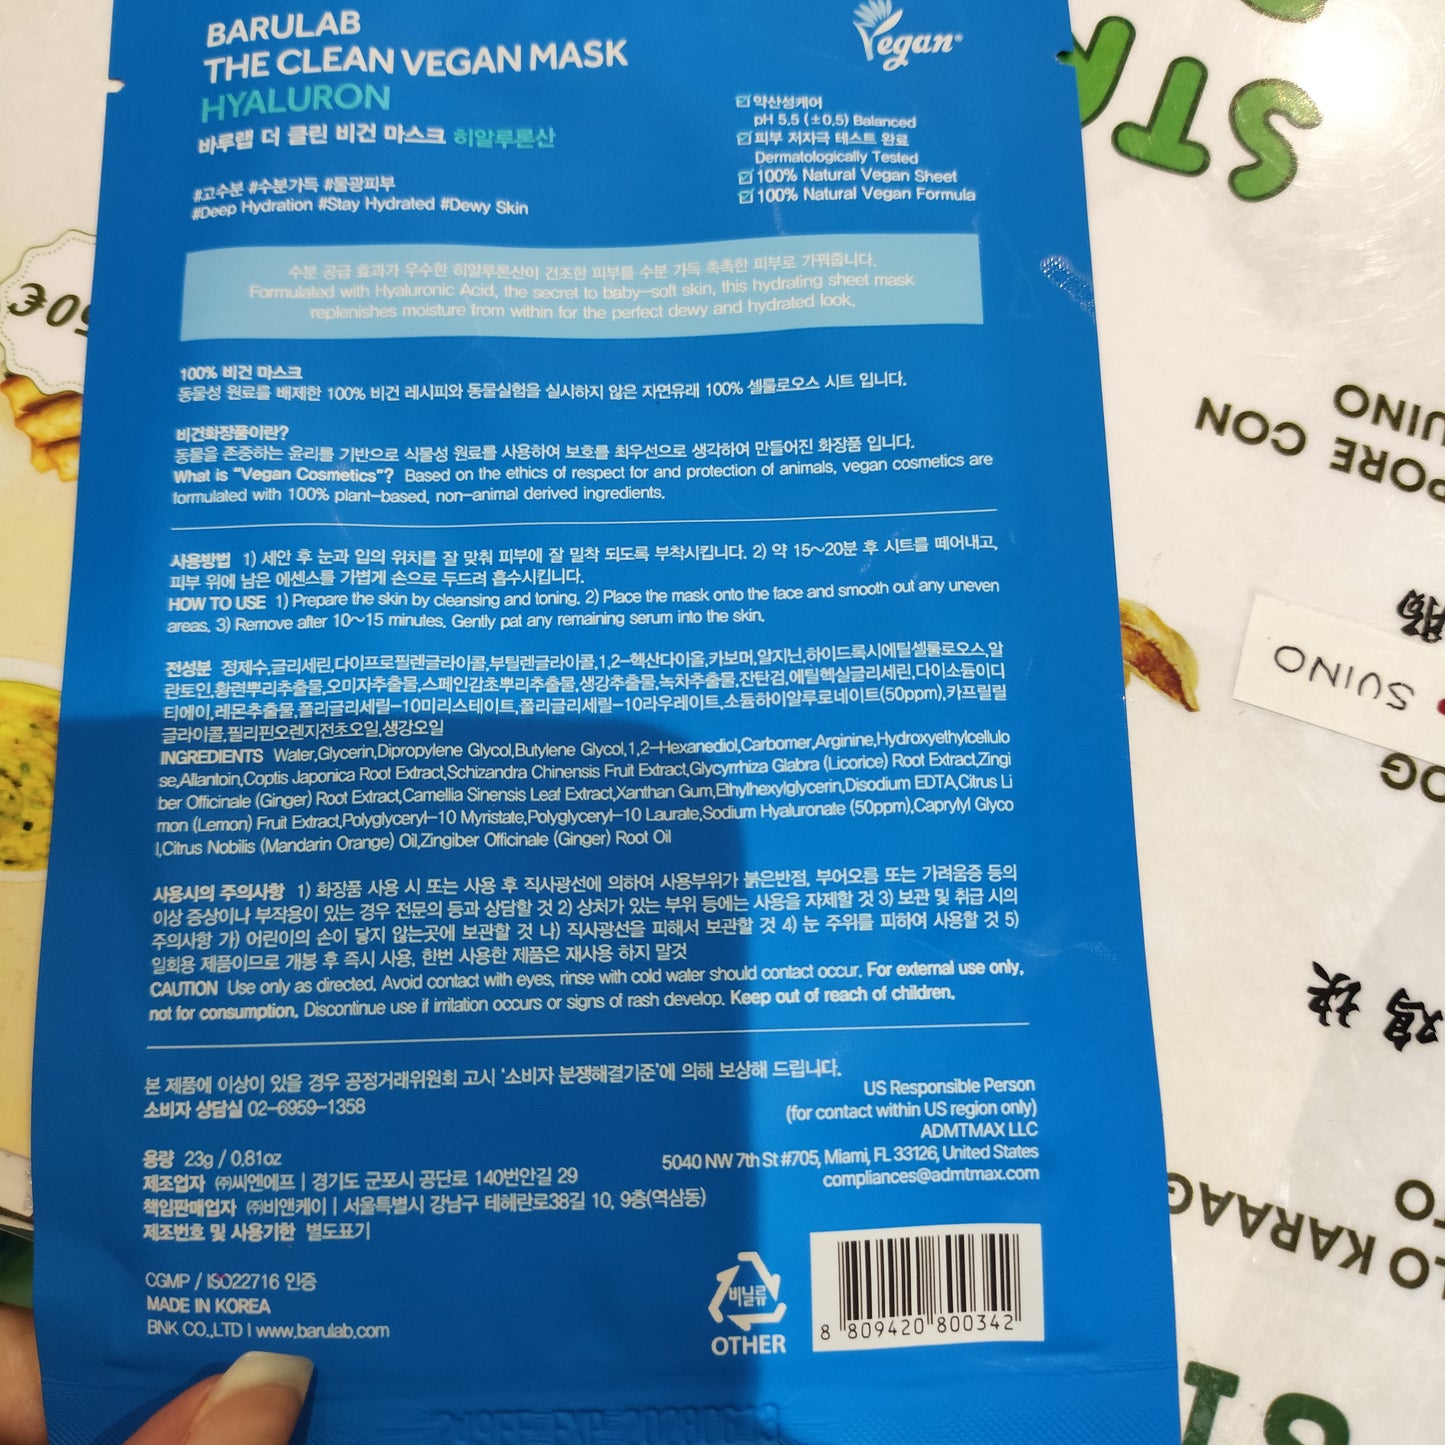 BARULAB
THE CLEAN VEGAN MASK
HYALURON
바루랩 더 클린 비건 마스크 히알루론산
#고수분 #수분가득 #물광피부
#Deep Hydration #Stay Hydrated #Dewy Skin
Vegan
약산성케어
pH 5.5 (±0.5) Balanced
피부 저자극 테스트 완료
Dermatologically Tested
100% Natural Vegan Sheet
100% Natural Vegan Formula
수분 공급 효과가 우수한 히알루론산이 건조한 피부를 수분 가득 촉촉한 피부로 가꿔줍니다.
Formulated with Hyaluronic Acid, the secret to baby-soft skin, this hydrating sheet mask
replenishes moisture from within for the perfect dewy and hydrated look.
100% 비건 마스크
동물성 원료를 배제한 100% 비건 레시피와 동물실험을 실시하지 않은 자연유래 100% 셀룰로오스 시트 입니다.
비건화장품이란?
동물을 존중하는 윤리를 기반으로 식물성 원료를 사용하여 보호를 최우선으로 생각하여 만들어진 화장품 입니다.
What is "Vegan Cosmetics"? Based on the ethics of respect for and protection of animals, vegan cosmetics are
formulated with 100% plant-based, non-animal derived ingredients.
사용방법 1) 세안 후 눈과 입의 위치를 잘 맞춰 피부에 잘 밀착 되도록 부착시킵니다. 2) 약 15~20분 후 시트를 떼어내고,
피부 위에 남은 에센스를 가볍게 손으로 두드려 흡수시킵니다.
HOW TO USE 1) Prepare the skin by cleansing and toning. 2) Place the mask onto the face and smooth out any uneven
areas. 3) Remove after 10~15 minutes. Gently pat any remaining serum into the skin.
전성분 정제수,글리세린,다이프로필렌글라이콜,부틸렌글라이콜,1,2-헥산다이올,카보머,알지닌,하이드록시에틸셀룰로오스,알
란토인,황련뿌리추출물,오미자추출물,스페인감초뿌리추출물,생강추출물,녹차추출물,잔탄검,에틸헥실글리세린,다이소듐이디
티에이,레몬추출물,폴리글리세릴-10미리스테이트,폴리글리세릴-10라우레이트,소듐하이알루로네이트(50ppm),카프릴릴
글라이콜,필리핀오렌지전초오일,생강오일
INGREDIENTS Water,Glycerin,Dipropylene Glycol,Butylene Glycol,1,2-Hexanediol,Carbomer,Arginine,Hydroxyethylcellulo
se,Allantoin,Coptis Japonica Root Extract,Schizandra Chinensis Fruit Extract,Glycyrrhiza Glabra (Licorice) Root Extract,Zingi
ber Officinale (Ginger) Root Extract,Camellia Sinensis Leaf Extract,Xanthan Gum,Ethylhexylglycerin,Disodium EDTA,Citrus Li
mon (Lemon) Fruit Extract,Polyglyceryl-10 Myristate,Polyglyceryl-10 Laurate,Sodium Hyaluronate (50ppm),Caprylyl Glyco
l,Citrus Nobilis (Mandarin Orange) Oil,Zingiber Officinale (Ginger) Root Oil
사용시의 주의사항 1) 화장품 사용 시 또는 사용 후 직사광선에 의하여 사용부위가 붉은반점, 부어오름 또는 가려움증 등의
이상 증상이나 부작용이 있는 경우 전문의 등과 상담할 것 2) 상처가 있는 부위 등에는 사용을 자제할 것 3) 보관 및 취급 시의
주의사항 가) 어린이의 손이 닿지 않는곳에 보관할 것 나) 직사광선을 피해서 보관할 것 4) 눈 주위를 피하여 사용할 것 5)
일회용 제품이므로 개봉 후 즉시 사용, 한번 사용한 제품은 재사용 하지 말것
CAUTION Use only as directed. Avoid contact with eyes, rinse with cold water should contact occur. For external use only,
not for consumption. Discontinue use if irritation occurs or signs of rash develop. Keep out of reach of children.
본 제품에 이상이 있을 경우 공정거래위원회 고시 '소비자 분쟁해결기준'에 의해 보상해 드립니다.
소비자 상담실 02-6959-1358
US Responsible Person
(for contact within US region only)
ADMTMAX LLC
5040 NW 7th St #705, Miami, FL 33126, United States
compliances@admtmax.com
용량 23g / 0.81oz
제조업자 ㈜씨엔에프 | 경기도 군포시 공단로 140번안길 29
책임판매업자 ㈜비앤케이 | 서울특별시 강남구 테헤란로38길 10, 9층(역삼동)
제조번호 및 사용기한 별도표기
CGMP / ISO22716 인증
MADE IN KOREA
BNK CO.,LTD | www.barulab.com
비닐류
OTHER
8 809420 800342
50€
STA
UINO
PORE CON
SUINO
OG
TO
LO KARAAG
SI